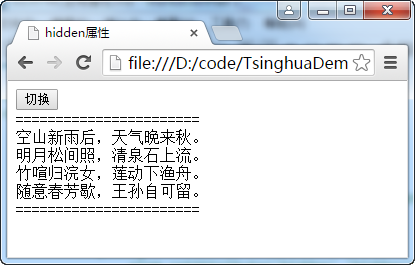 hidden属性
file:///D:/code/TsinghuaDem
切换
=======================
空山新雨后，天气晚来秋。
明月松间照，清泉石上流。
竹喧归浣女，莲动下渔舟。
随意春芳歇，王孙自可留。
=======================